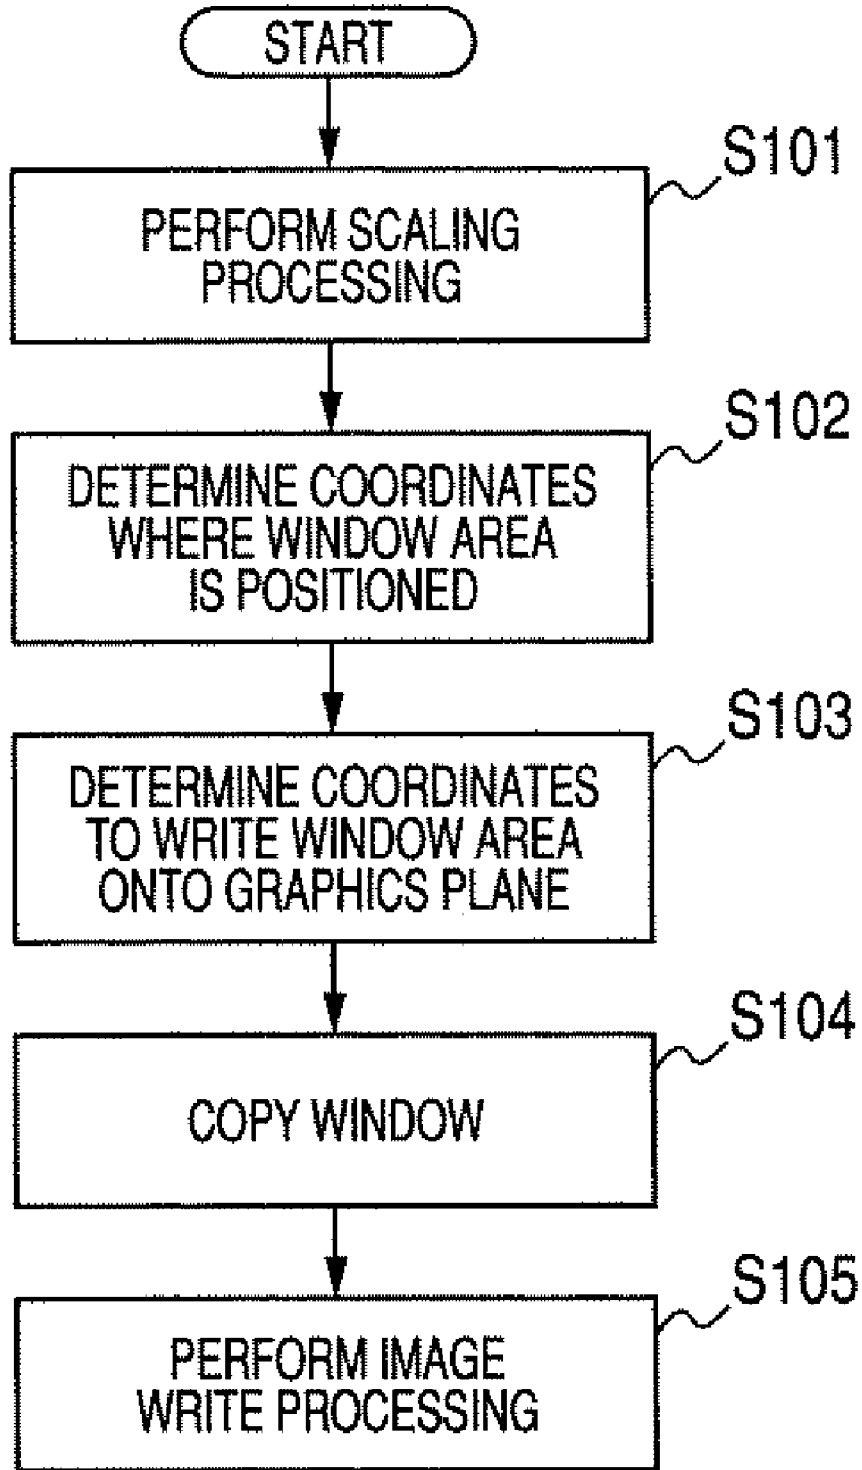 START
S101
PERFORM SCALING
PROCESSING
S102
DETERMINE COORDINATES
WHERE WINDOW AREA
IS POSITIONED
S103
DETERMINE COORDINATES
TO WRITE WINDOW AREA
ONTO GRAPHICS PLANE
S104
COPY WINDOW
S105
PERFORM IMAGE
WRITE PROCESSING